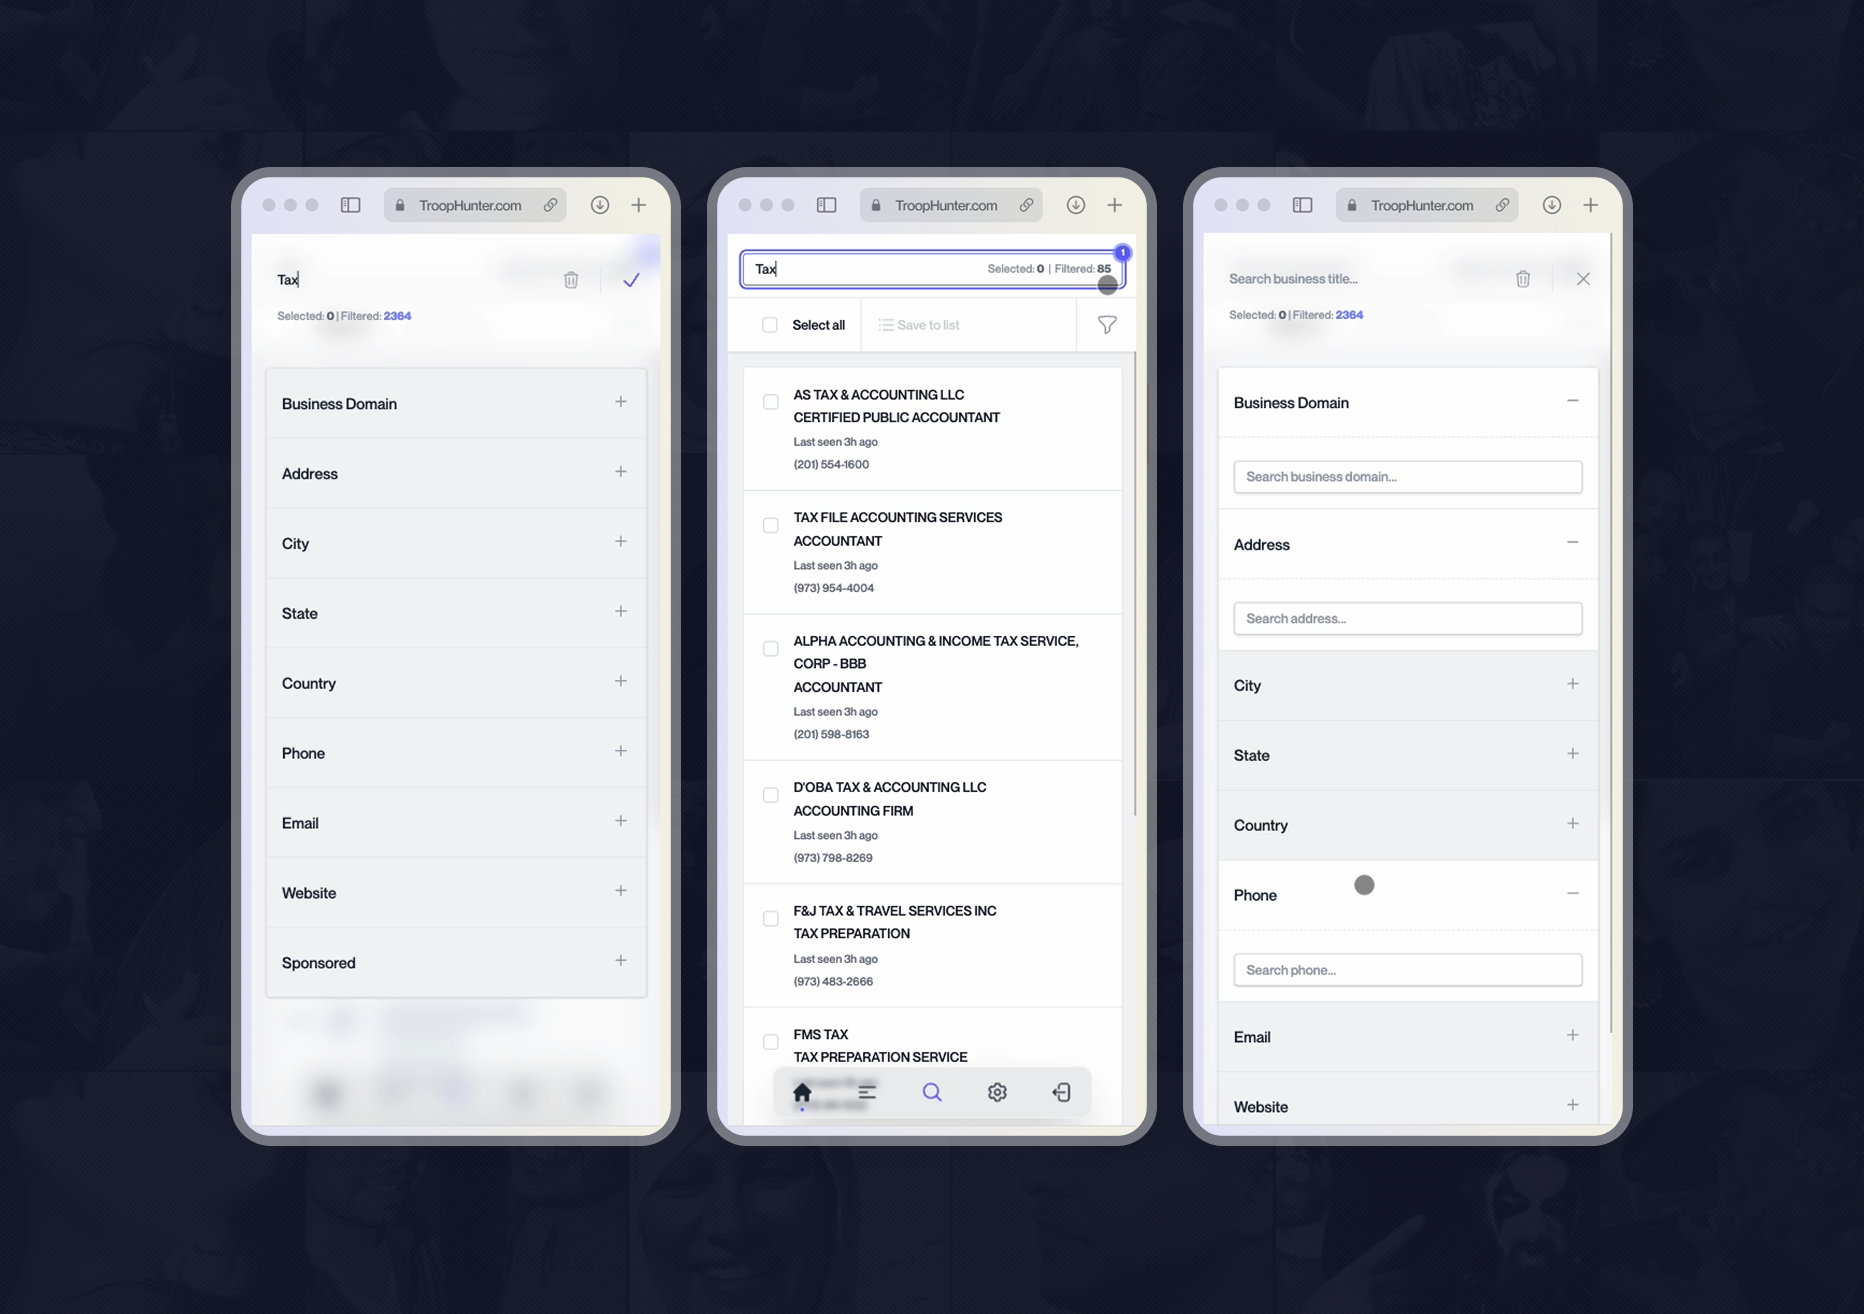 TroopHunter.com
Tax
Selected: 0 | Filtered: 2364
Business Domain
Address
City
State
Country
Phone
Email
Website
Sponsored
TroopHunter.com
1
Tax
Selected: 0 | Filtered: 85
Select all
Save to list
AS TAX & ACCOUNTING LLC
CERTIFIED PUBLIC ACCOUNTANT
Last seen 3h ago
(201) 554-1600
TAX FILE ACCOUNTING SERVICES
ACCOUNTANT
Last seen 3h ago
(973) 954-4004
ALPHA ACCOUNTING & INCOME TAX SERVICE,
CORP - BBB
ACCOUNTANT
Last seen 3h ago
(201) 598-8163
D'OBA TAX & ACCOUNTING LLC
ACCOUNTING FIRM
Last seen 3h ago
(973) 798-8269
F&J TAX & TRAVEL SERVICES INC
TAX PREPARATION
Last seen 3h ago
(973) 483-2666
FMS TAX
TAX PREPARATION SERVICE
TroopHunter.com
Search business title...
Selected: 0 | Filtered: 2364
Business Domain
Search business domain...
Address
Search address...
City
State
Country
Phone
Search phone...
Email
Website